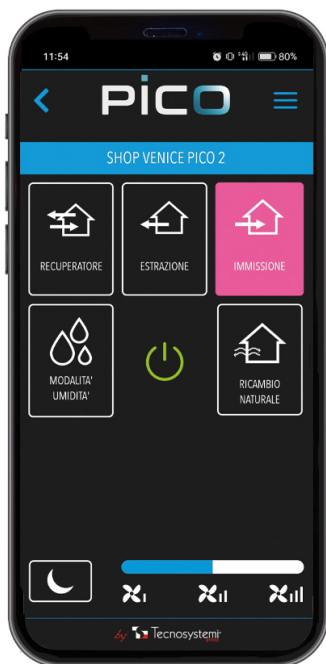 11:54
80%
PICO
SHOP VENICE PICO 2
RECUPERATORE
ESTRAZIONE
IMMISSIONE
MODALITA'
UMIDITA'
RICAMBIO
NATURALE
by Tecnosystemi